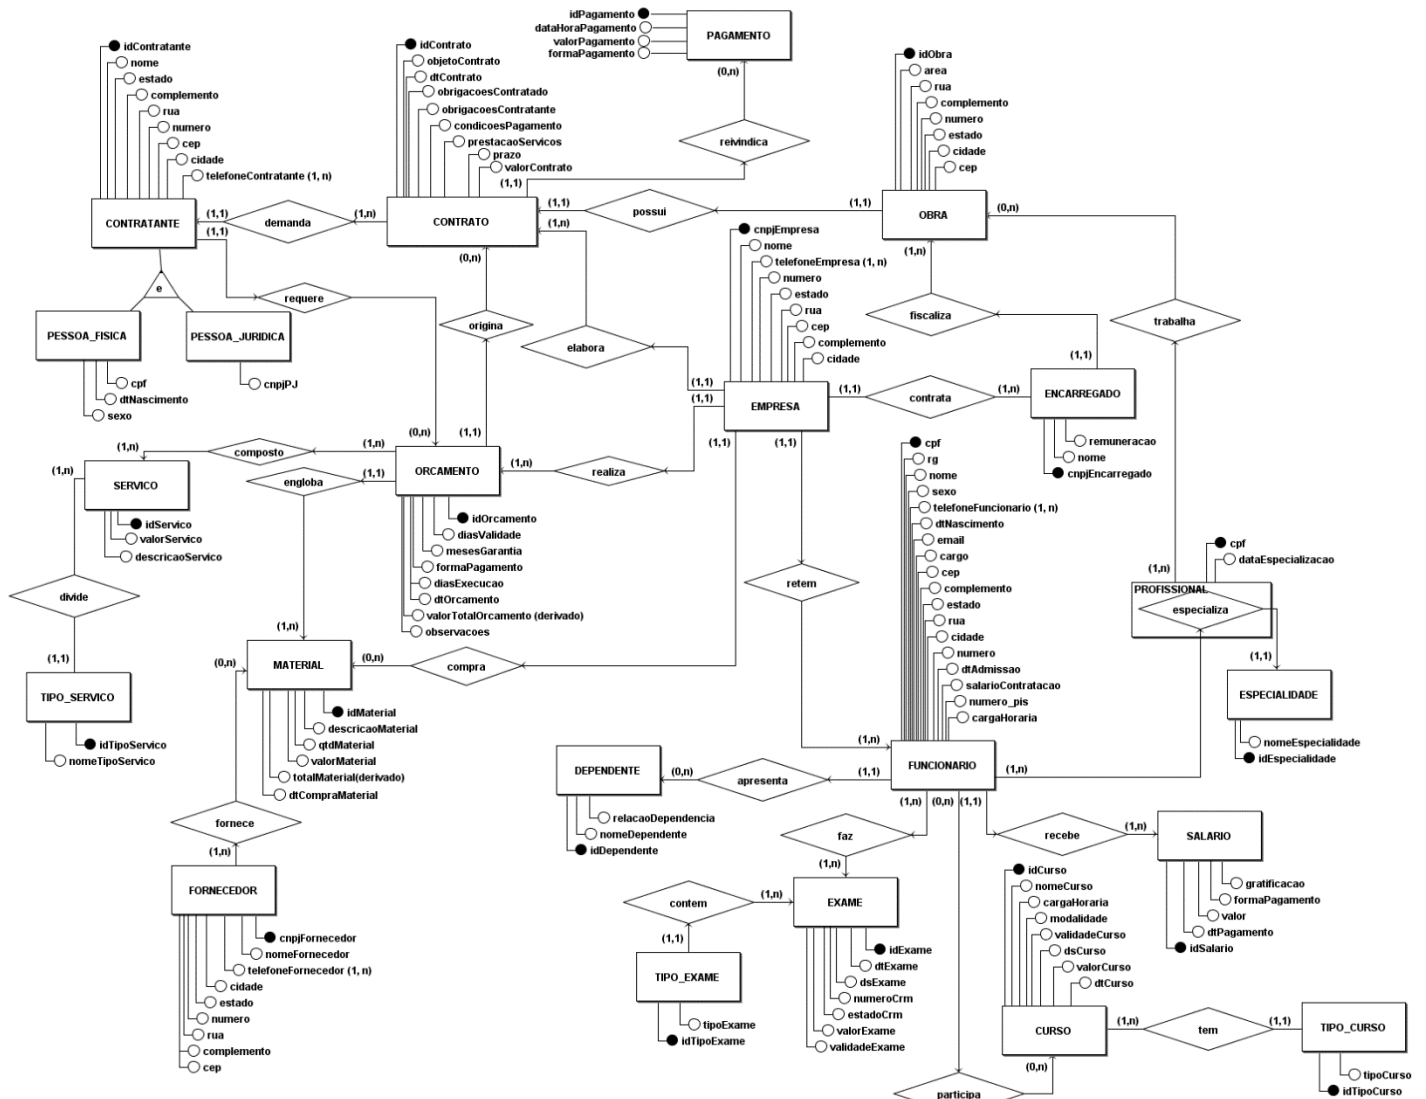 idPagamento
dataHoraPagamento
valorPagamento
formaPagamento
PAGAMENTO
(0,n)
reivindica
(1,1)
idContratante
nome
estado
complemento
rua
numero
cep
cidade
telefoneContratante (1, n)
CONTRATANTE
(1,1)
(1,1)
demanda
(1,n)
idContrato
objetoContrato
dtContrato
obrigacoesContratado
obrigacoesContratante
condicoesPagamento
prestacaoServicos
prazo
valorContrato
CONTRATO
(1,1)
(1,n)
(0,n)
possui
(1,1)
idObra
area
rua
complemento
numero
estado
cidade
cep
OBRA
(0,n)
(1,n)
e
PESSOA_FISICA
cpf
dtNascimento
sexo
PESSOA_JURIDICA
cnpjPJ
requere
(0,n)
origina
(1,1)
elabora
(1,1)
cnpjEmpresa
nome
telefoneEmpresa (1, n)
numero
estado
rua
cep
complemento
cidade
EMPRESA
(1,1)
(1,1)
(1,1)
(1,1)
contrata
(1,n)
fiscaliza
(1,1)
ENCARREGADO
remuneracao
nome
cnpjEncarregado
trabalha
(1,n)
(1,n)
composto
(1,n)
SERVICO
(1,n)
idServico
valorServico
descricaoServico
divide
(1,1)
TIPO_SERVICO
idTipoServico
nomeTipoServico
ORCAMENTO
(1,1)
engloba
(1,n)
idOrcamento
diasValidade
mesesGarantia
formaPagamento
diasExecucao
dtOrcamento
valorTotalOrcamento (derivado)
observacoes
(1,n)
realiza
MATERIAL
(0,n)
(0,n)
compra
idMaterial
descricaoMaterial
qtdMaterial
valorMaterial
totalMaterial(derivado)
dtCompraMaterial
fornece
(1,n)
FORNECEDOR
cnpjFornecedor
nomeFornecedor
telefoneFornecedor (1, n)
cidade
estado
numero
rua
complemento
cep
retem
(1,n)
cpf
rg
nome
sexo
telefoneFuncionario (1, n)
dtNascimento
email
cargo
cep
complemento
estado
rua
cidade
numero
dtAdmissao
salarioContratacao
numero_pis
cargaHoraria
FUNCIONARIO
(1,n)
(1,1)
(1,n)
(0,n)
(1,1)
cpf
dataEspecializacao
PROFISSIONAL
especializa
(1,1)
ESPECIALIDADE
nomeEspecialidade
idEspecialidade
DEPENDENTE
(0,n)
apresenta
relacaoDependencia
nomeDependente
idDependente
faz
(1,n)
EXAME
idExame
dtExame
dsExame
numeroCrm
estadoCrm
valorExame
validadeExame
contem
(1,n)
(1,1)
TIPO_EXAME
tipoExame
idTipoExame
recebe
(1,n)
SALARIO
gratificacao
formaPagamento
valor
dtPagamento
idSalario
idCurso
nomeCurso
cargaHoraria
modalidade
validadeCurso
dsCurso
valorCurso
dtCurso
CURSO
(1,n)
(0,n)
tem
(1,1)
TIPO_CURSO
tipoCurso
idTipoCurso
participa